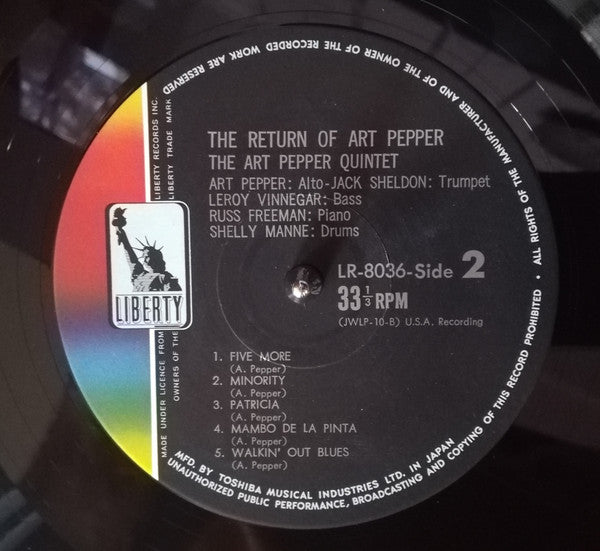 THE RETURN OF ART PEPPER
THE ART PEPPER QUINTET
ART PEPPER: Alto-JACK SHELDON: Trumpet
LEROY VINNEGAR: Bass
RUSS FREEMAN: Piano
SHELLY MANNE: Drums
LR-8036-Side 2
33 1/3 RPM
(JWLP-10-B) U.S.A. Recording
1. FIVE MORE
(A. Pepper)
2. MINORITY
(A. Pepper)
3. PATRICIA
(A. Pepper)
4. MAMBO DE LA PINTA
(A. Pepper)
5. WALKIN' OUT BLUES
(A. Pepper)
LIBERTY
MADE UNDER LICENCE FROM LIBERTY RECORDS INC.
OWNERS OF THE LIBERTY TRADE MARK
MFD. BY TOSHIBA MUSICAL INDUSTRIES LTD. IN JAPAN
ALL RIGHTS OF THE MANUFACTURER AND OF THE OWNER OF THE RECORDED WORK ARE RESERVED
UNAUTHORIZED PUBLIC PERFORMANCE, BROADCASTING AND COPYING OF THIS RECORD PROHIBITED •